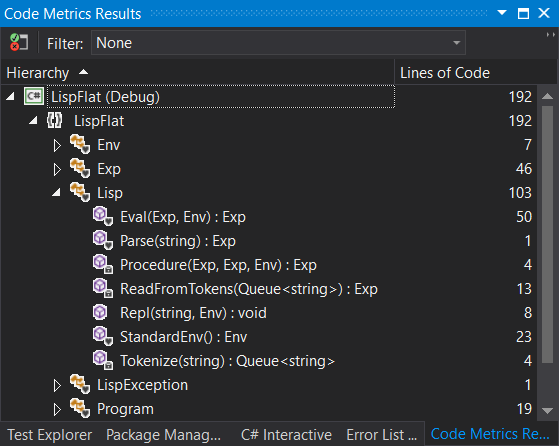 Code Metrics Results
Filter: None
Hierarchy Lines of Code
C# LispFlat (Debug) 192
LispFlat 192
Env 7
Exp 46
Lisp 103
Eval(Exp, Env) : Exp 50
Parse(string) : Exp 1
Procedure(Exp, Exp, Env) : Exp 4
ReadFromTokens(Queue<string>) : Exp 13
Repl(string, Env) : void 8
StandardEnv() : Env 23
Tokenize(string) : Queue<string> 4
LispException 1
Program 19
Test Explorer Package Manag... C# Interactive Error List ... Code Metrics Re...